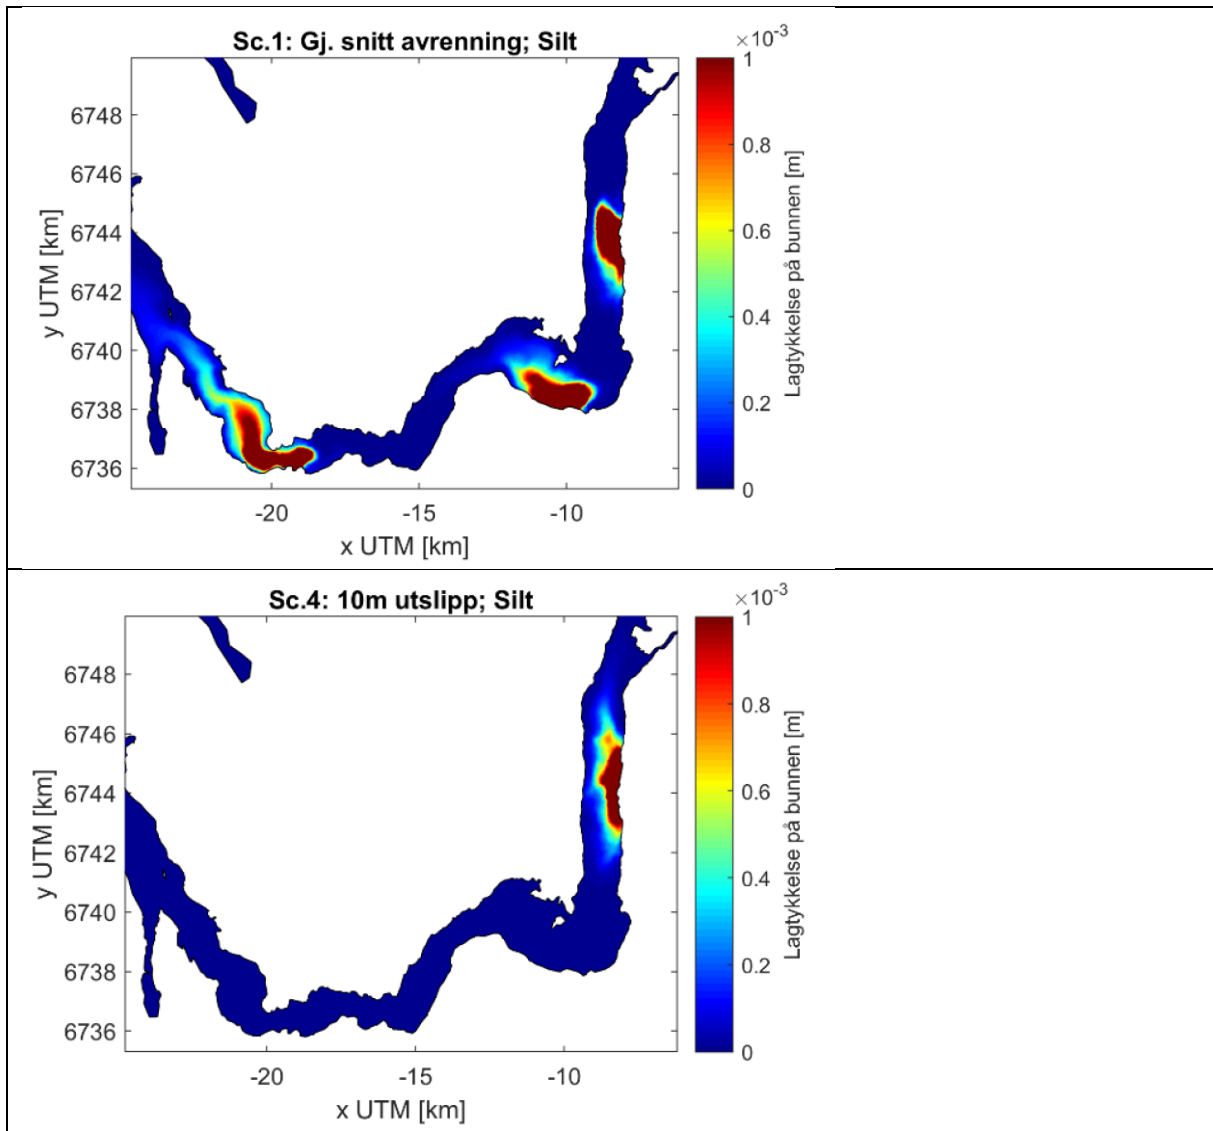 Sc.1: Gj. snitt avrenning; Silt
×10⁻³
1
0.8
0.6
0.4
0.2
0
Lagtykkelse på bunnen [m]
6748
6746
6744
6742
6740
6738
6736
y UTM [km]
-20 -15 -10
x UTM [km]
Sc.4: 10m utslipp; Silt
×10⁻³
1
0.8
0.6
0.4
0.2
0
Lagtykkelse på bunnen [m]
6748
6746
6744
6742
6740
6738
6736
y UTM [km]
-20 -15 -10
x UTM [km]